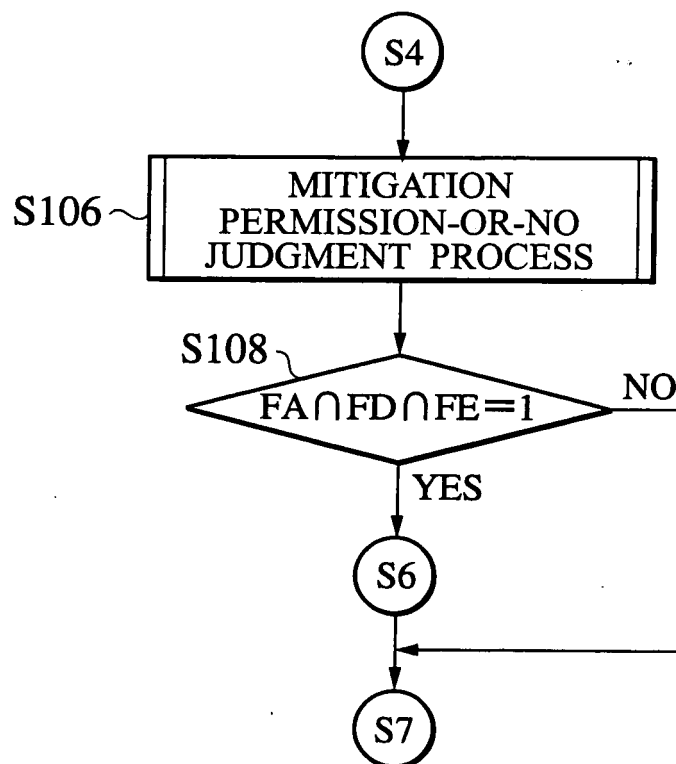 S4
S106
MITIGATION
PERMISSION-OR-NO
JUDGMENT PROCESS
S108
FA∩FD∩FE=1
NO
YES
S6
S7